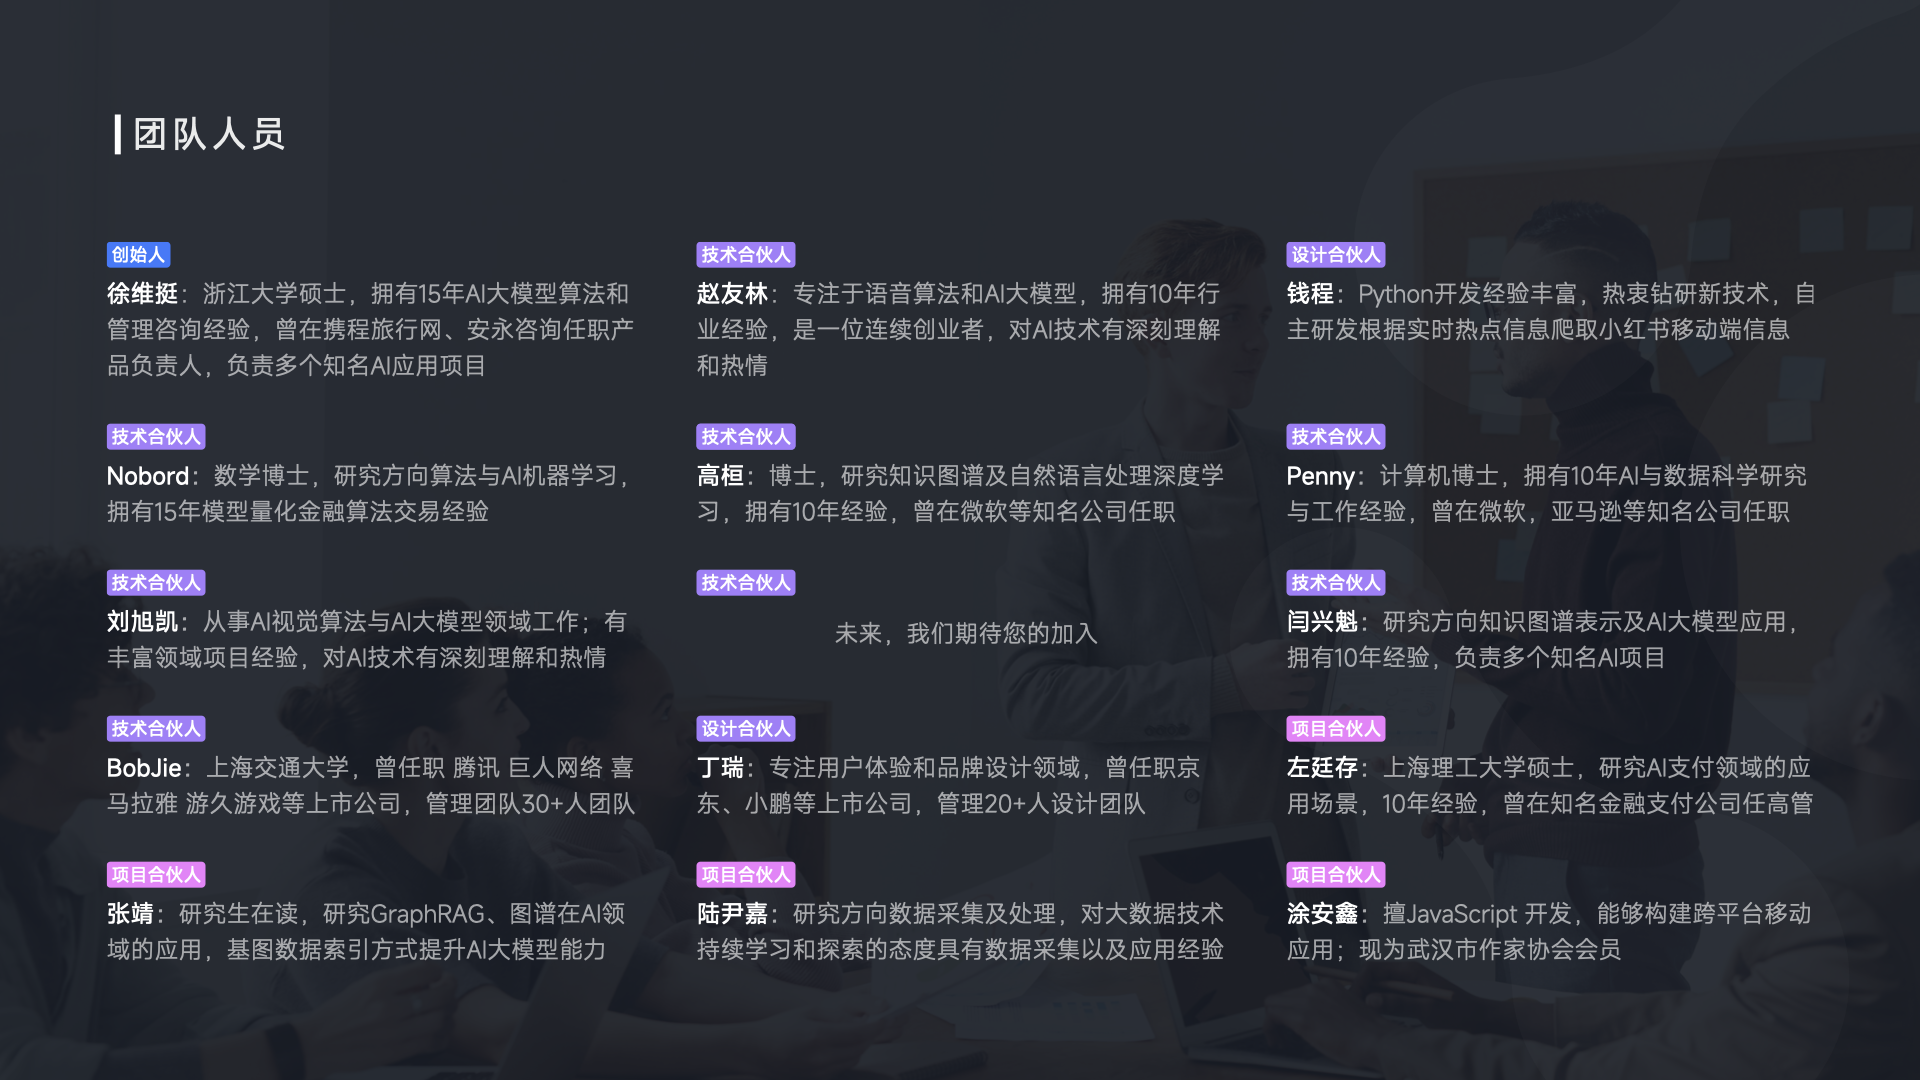 团队人员
创始人
徐维挺：浙江大学硕士，拥有15年AI大模型算法和
管理咨询经验，曾在携程旅行网、安永咨询任职产
品负责人，负责多个知名AI应用项目
技术合伙人
赵友林：专注于语音算法和AI大模型，拥有10年行
业经验，是一位连续创业者，对AI技术有深刻理解
和热情
设计合伙人
钱程：Python开发经验丰富，热衷钻研新技术，自
主研发根据实时热点信息爬取小红书移动端信息
技术合伙人
Nobord：数学博士，研究方向算法与AI机器学习，
拥有15年模型量化金融算法交易经验
技术合伙人
高桓：博士，研究知识图谱及自然语言处理深度学
习，拥有10年经验，曾在微软等知名公司任职
技术合伙人
Penny：计算机博士，拥有10年AI与数据科学研究
与工作经验，曾在微软，亚马逊等知名公司任职
技术合伙人
刘旭凯：从事AI视觉算法与AI大模型领域工作；有
丰富领域项目经验，对AI技术有深刻理解和热情
技术合伙人
未来，我们期待您的加入
技术合伙人
闫兴魁：研究方向知识图谱表示及AI大模型应用，
拥有10年经验，负责多个知名AI项目
技术合伙人
BobJie：上海交通大学，曾任职 腾讯 巨人网络 喜
马拉雅 游久游戏等上市公司，管理团队30+人团队
设计合伙人
丁瑞：专注用户体验和品牌设计领域，曾任职京
东、小鹏等上市公司，管理20+人设计团队
项目合伙人
左廷存：上海理工大学硕士，研究AI支付领域的应
用场景，10年经验，曾在知名金融支付公司任高管
项目合伙人
张靖：研究生在读，研究GraphRAG、图谱在AI领
域的应用，基图数据索引方式提升AI大模型能力
项目合伙人
陆尹嘉：研究方向数据采集及处理，对大数据技术
持续学习和探索的态度具有数据采集以及应用经验
项目合伙人
涂安鑫：擅JavaScript 开发，能够构建跨平台移动
应用；现为武汉市作家协会会员